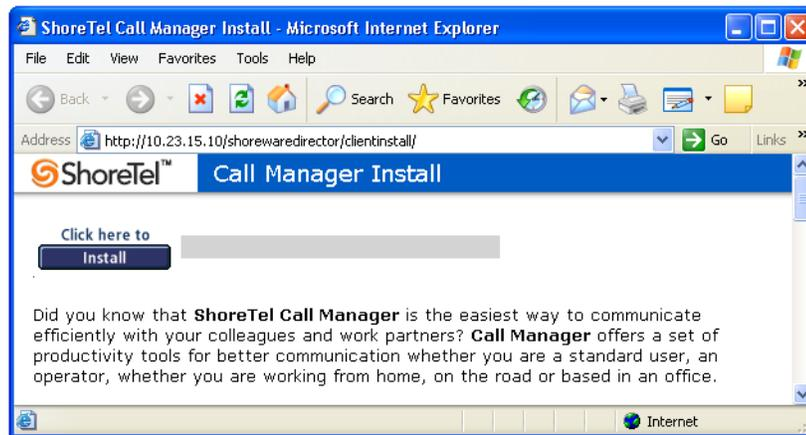 ShoreTel Call Manager Install - Microsoft Internet Explorer
File Edit View Favorites Tools Help
Back Search Favorites »
Address http://10.23.15.10/shorewaredirector/clientinstall/ Go Links »
ShoreTel™ Call Manager Install
Click here to
Install
Did you know that ShoreTel Call Manager is the easiest way to communicate
efficiently with your colleagues and work partners? Call Manager offers a set of
productivity tools for better communication whether you are a standard user, an
operator, whether you are working from home, on the road or based in an office.
Internet